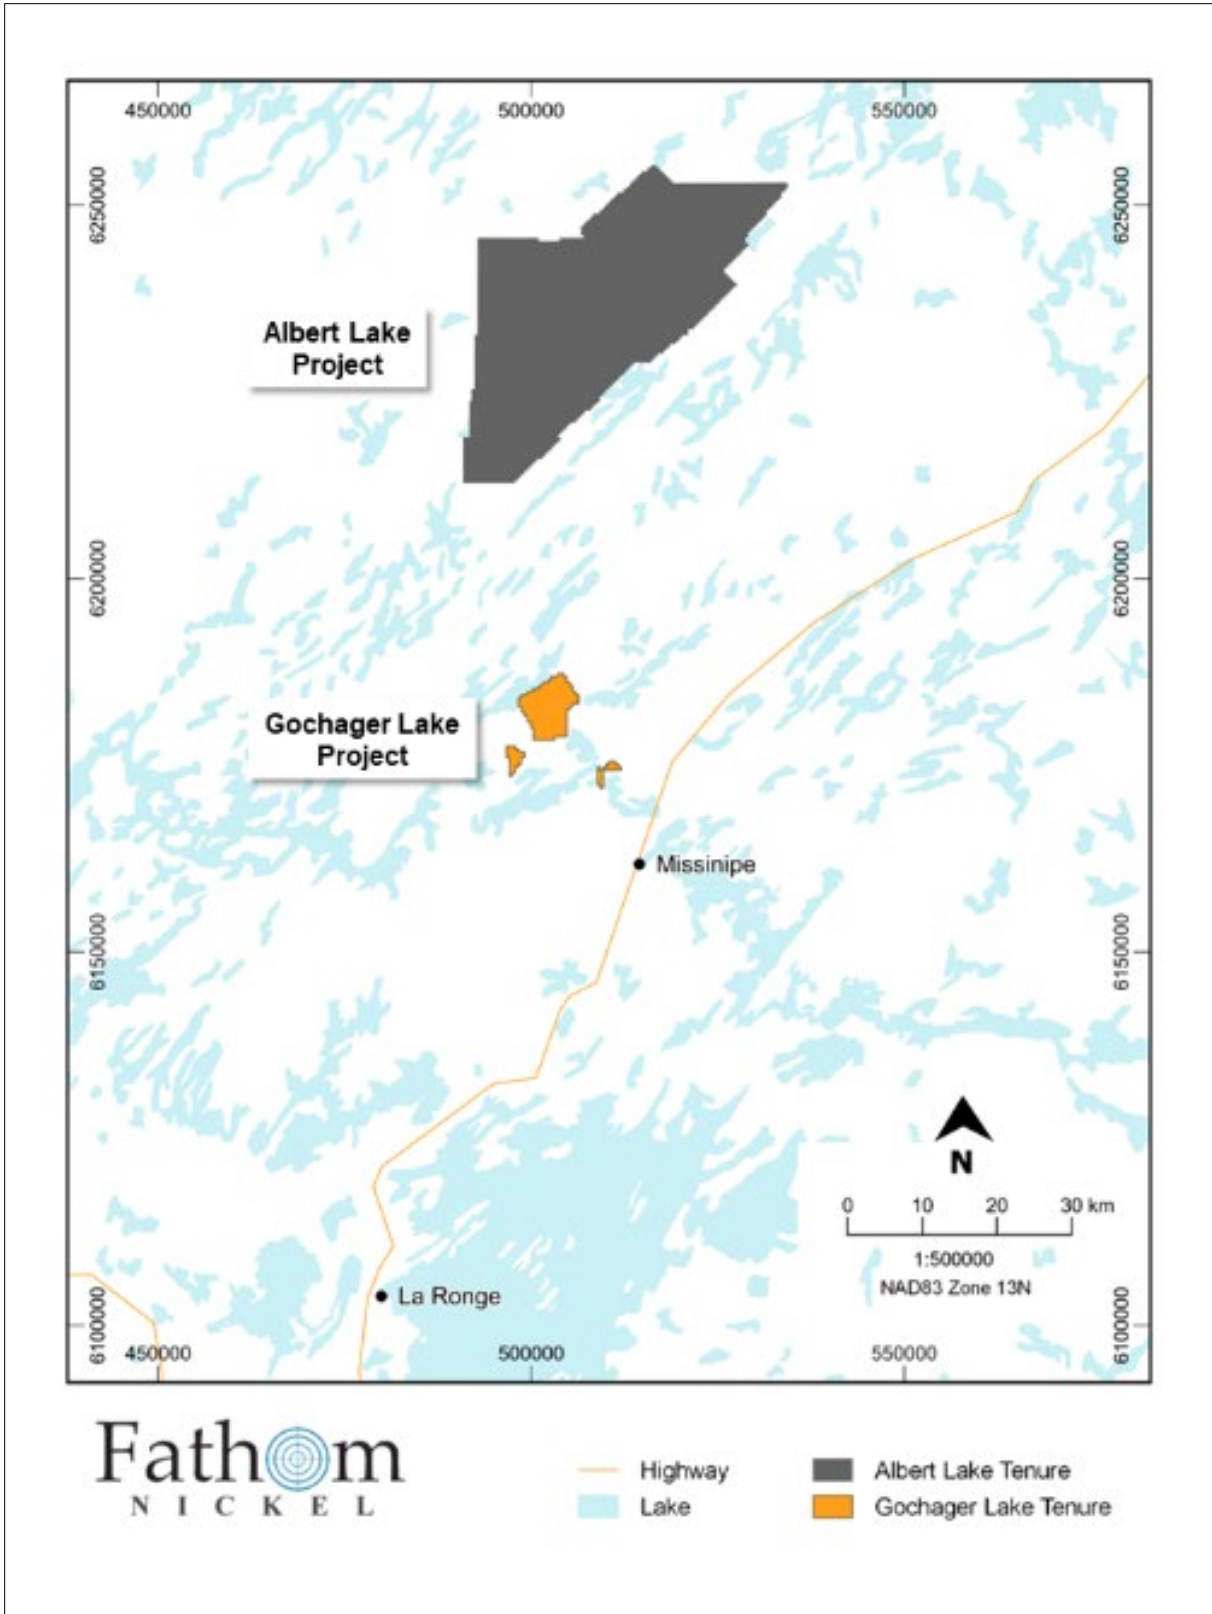 450000
500000
550000
6250000
6250000
Albert Lake
Project
6200000
6200000
Gochager Lake
Project
Missinipe
6150000
6150000
N
0 10 20 30 km
1:500000
NAD83 Zone 13N
La Ronge
6100000
6100000
450000
500000
550000
Fathom
NICKEL
Highway
Lake
Albert Lake Tenure
Gochager Lake Tenure